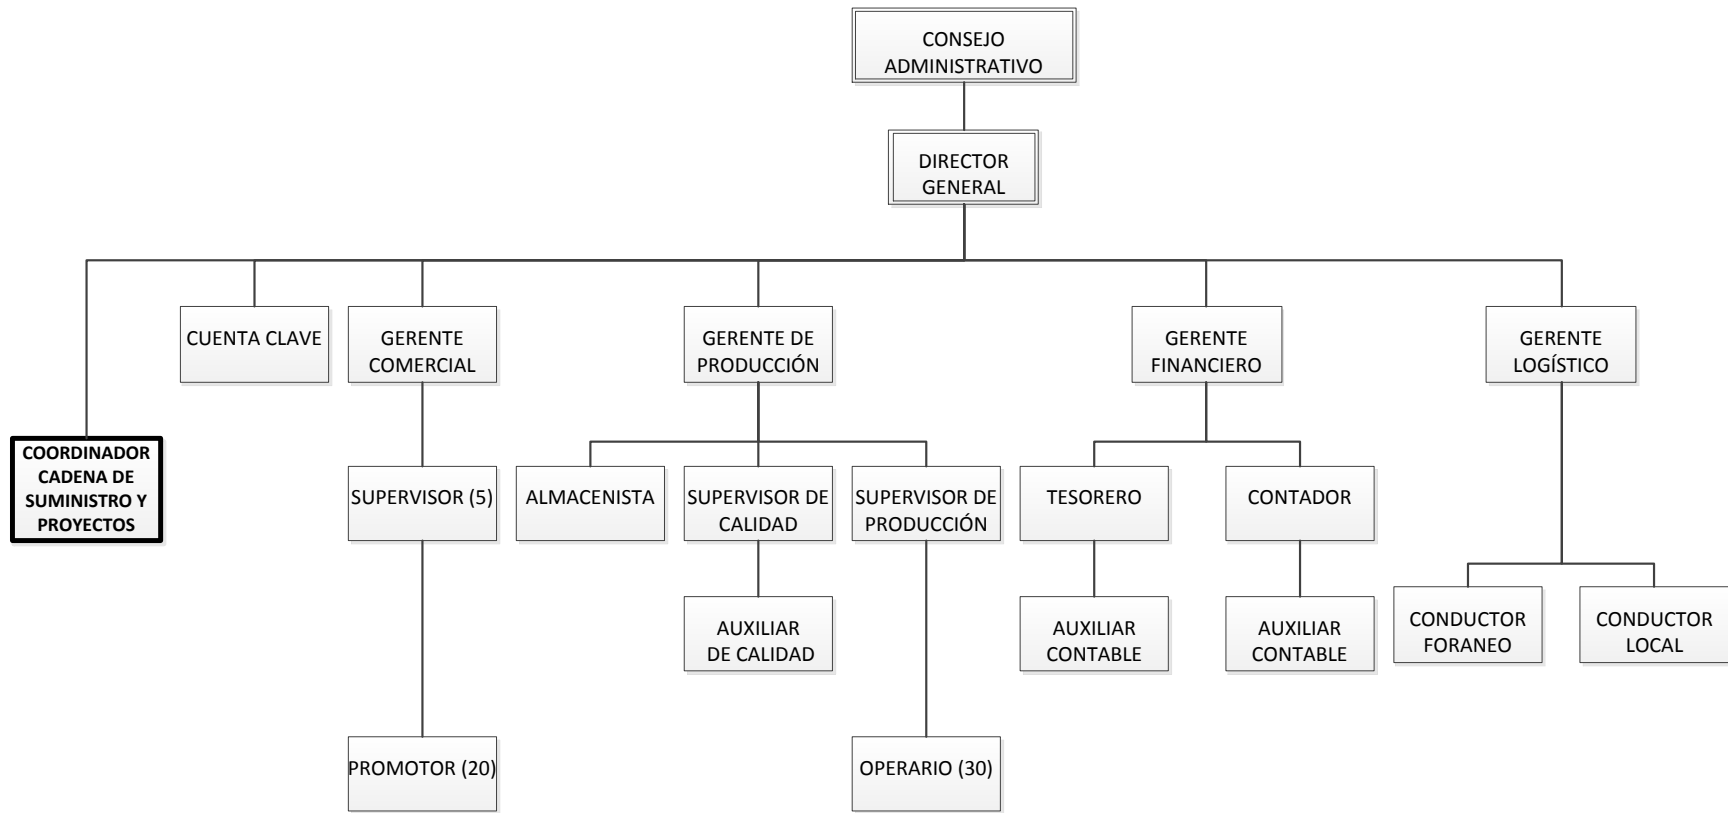 CONSEJO
ADMINISTRATIVO
DIRECTOR
GENERAL
CUENTA CLAVE
GERENTE
COMERCIAL
GERENTE DE
PRODUCCIÓN
GERENTE
FINANCIERO
GERENTE
LOGÍSTICO
COORDINADOR
CADENA DE
SUMINISTRO Y
PROYECTOS
SUPERVISOR (5)
ALMACENISTA
SUPERVISOR DE
CALIDAD
SUPERVISOR DE
PRODUCCIÓN
TESORERO
CONTADOR
AUXILIAR
DE CALIDAD
AUXILIAR
CONTABLE
AUXILIAR
CONTABLE
CONDUCTOR
FORANEO
CONDUCTOR
LOCAL
PROMOTOR (20)
OPERARIO (30)